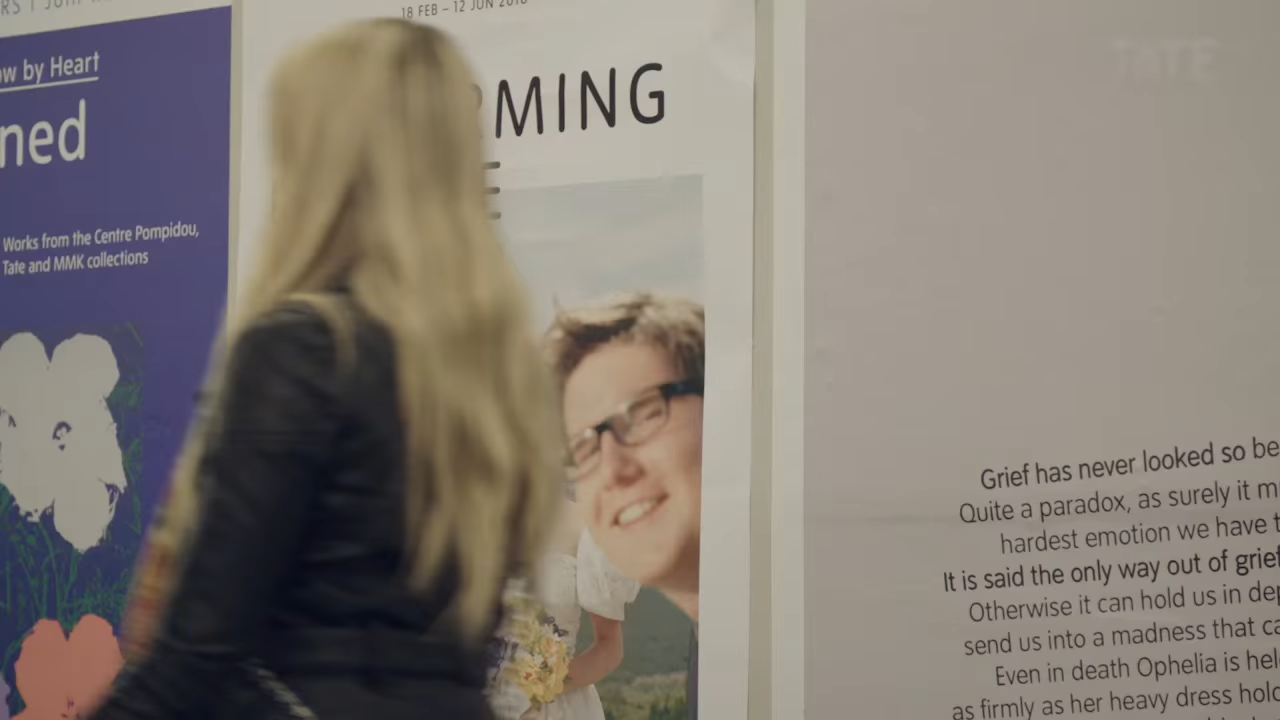 ow by Heart
ned
Works from the Centre Pompidou,
Tate and MMK collections
18 FEB – 12 JUN 2016
RMING
TATE
Grief has never looked so be
Quite a paradox, as surely it m
hardest emotion we have t
It is said the only way out of grief
Otherwise it can hold us in dep
send us into a madness that ca
Even in death Ophelia is hel
as firmly as her heavy dress hold